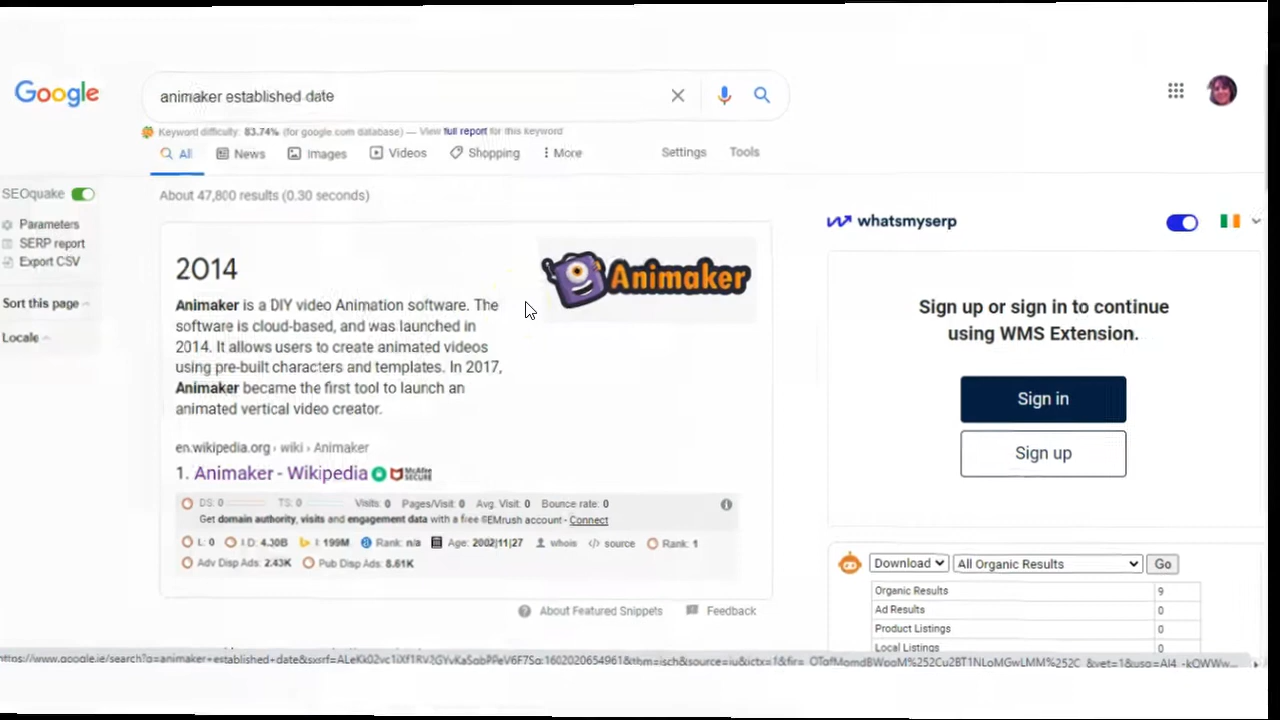 Google
animaker established date
Keyword difficulty: 83.74% (for google.com database) — View full report for this keyword
All News Images Videos Shopping More Settings Tools
SEOquake
Parameters
SERP report
Export CSV
Sort this page
Locale
About 47,800 results (0.30 seconds)
2014
Animaker is a DIY video Animation software. The
software is cloud-based, and was launched in
2014. It allows users to create animated videos
using pre-built characters and templates. In 2017,
Animaker became the first tool to launch an
animated vertical video creator.
Animaker
en.wikipedia.org › wiki › Animaker
1. Animaker - Wikipedia
McAfee
SECURE
DS: 0 TS: 0 Visits: 0 Pages/Visit: 0 Avg. Visit: 0 Bounce rate: 0
Get domain authority, visits and engagement data with a free SEMrush account - Connect
L: 0 LD: 4.30B I: 199M Rank: n/a Age: 2002|11|27 whois source Rank: 1
Adv Disp Ads: 2.43K Pub Disp Ads: 8.61K
About Featured Snippets Feedback
whatsmyserp
Sign up or sign in to continue
using WMS Extension.
Sign in
Sign up
Download All Organic Results Go
Organic Results 9
Ad Results 0
Product Listings 0
Local Listings 0